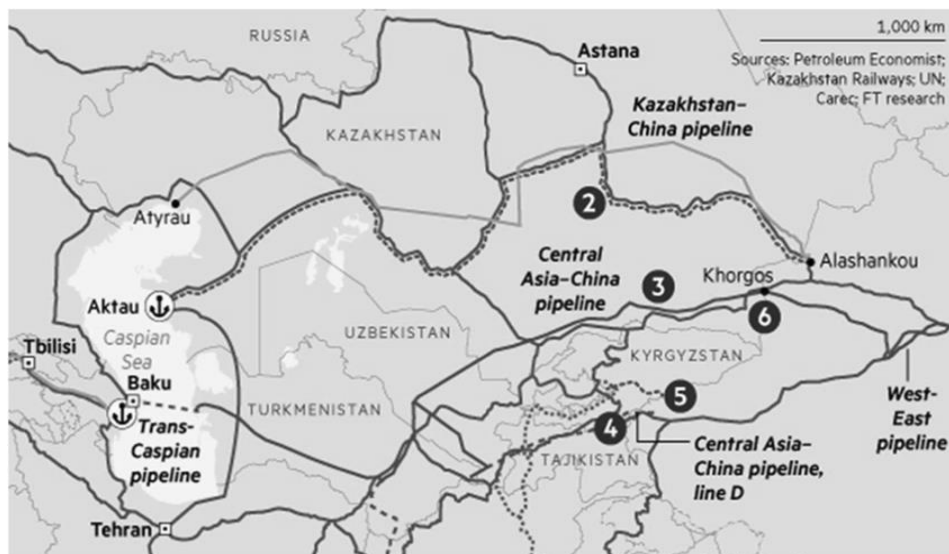 1,000 km
Sources: Petroleum Economist;
Kazakhstan Railways; UN;
Carec; FT research
RUSSIA
Astana
KAZAKHSTAN
Kazakhstan–
China pipeline
Atyrau
2
Alashankou
Central
Asia–China
pipeline
Khorgos
3
6
Aktau
Caspian
Sea
UZBEKISTAN
KYRGYZSTAN
Tbilisi
Baku
TURKMENISTAN
5
4
West-
East
pipeline
Trans-
Caspian
pipeline
TAJIKISTAN
Central Asia–
China pipeline,
line D
Tehran